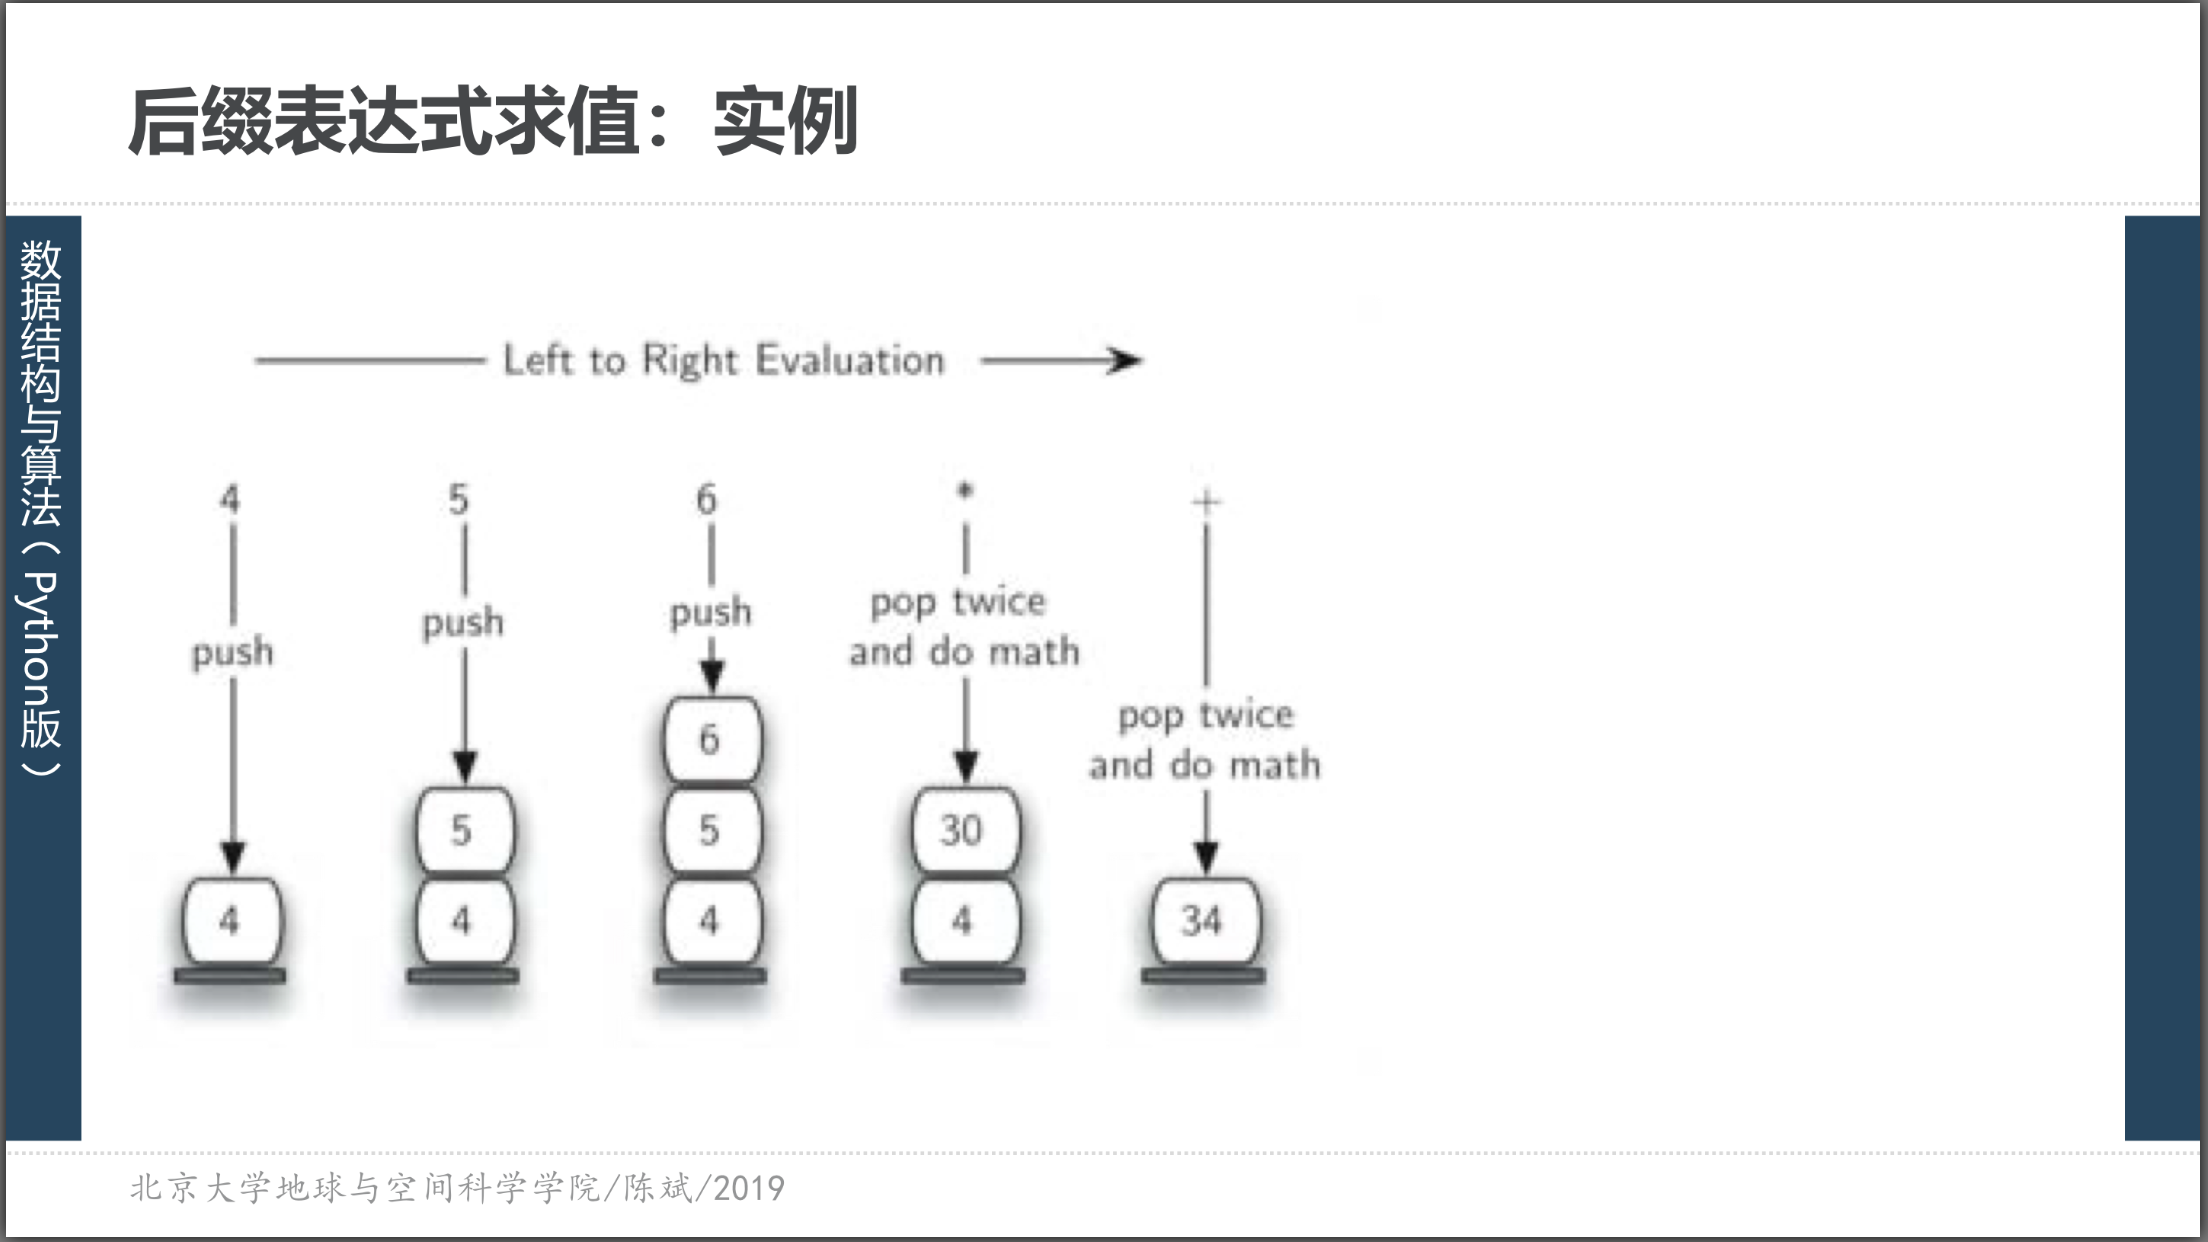 后缀表达式求值：实例
数据结构与算法（Python版）
Left to Right Evaluation
4 5 6 * +
push
push
push
pop twice
and do math
pop twice
and do math
6
5 5 30
4 4 4 4 34
北京大学地球与空间科学学院/陈斌/2019